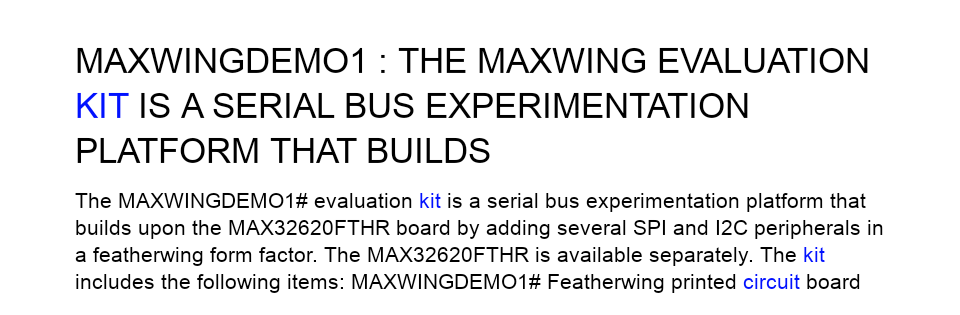 MAXWINGDEMO1 : THE MAXWING EVALUATION
KIT IS A SERIAL BUS EXPERIMENTATION
PLATFORM THAT BUILDS
The MAXWINGDEMO1# evaluation kit is a serial bus experimentation platform that
builds upon the MAX32620FTHR board by adding several SPI and I2C peripherals in
a featherwing form factor. The MAX32620FTHR is available separately. The kit
includes the following items: MAXWINGDEMO1# Featherwing printed circuit board